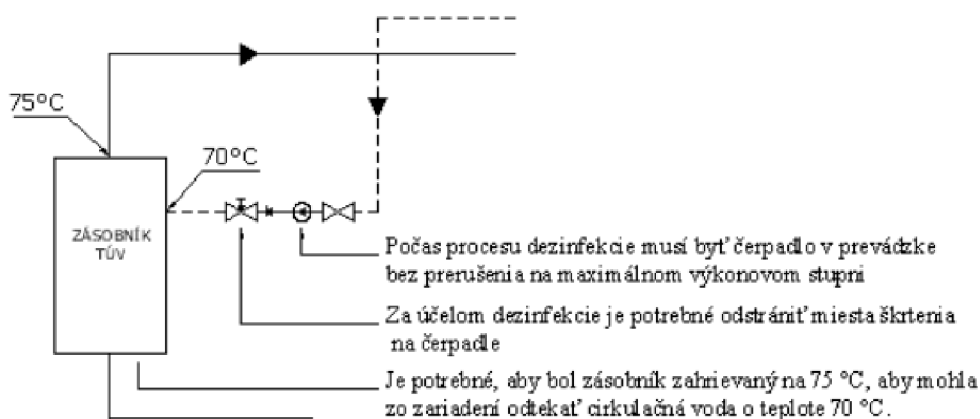 75°C
70°C
ZÁSOBNÍK
TÚV
Počas procesu dezinfekcie musí byť čerpadlo v prevádzke
bez prerušenia na maximálnom výkonovom stupni
Za účelom dezinfekcie je potrebné odstrániť miesta škrtenia
na čerpadle
Je potrebné, aby bol zásobník zahrievaný na 75 °C, aby mohla
zo zariadení odtekať cirkulačná voda o teplote 70 °C.